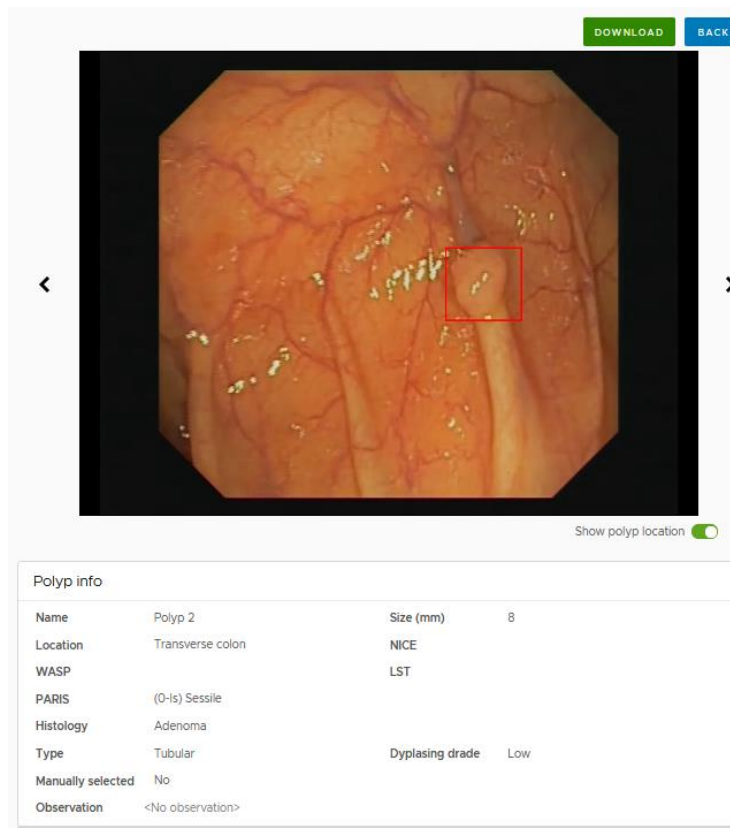 DOWNLOAD BACK
Show polyp location
Polyp info
Name Polyp 2 Size (mm) 8
Location Transverse colon NICE
WASP LST
PARIS (0-Is) Sessile
Histology Adenoma
Type Tubular Dyplasing drade Low
Manually selected No
Observation <No observation>